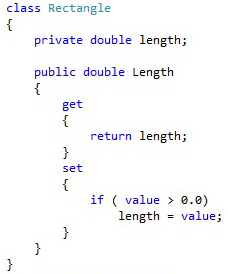 class Rectangle
{
    private double length;

    public double Length
    {
        get
        {
            return length;
        }
        set
        {
            if ( value > 0.0)
                length = value;
        }
    }
}